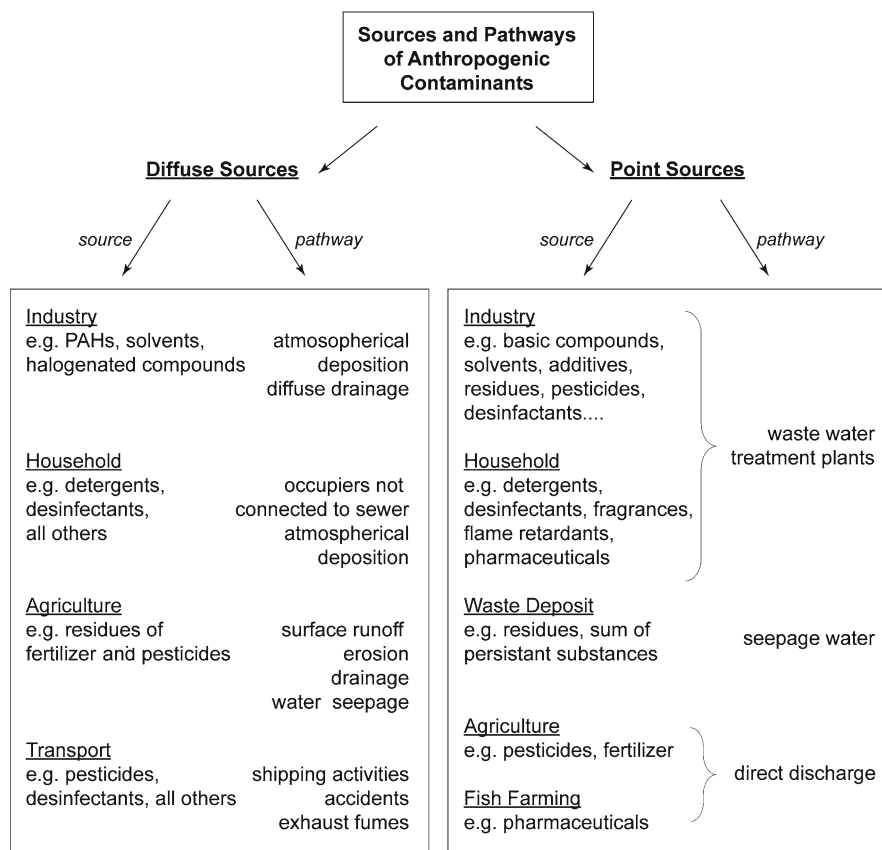 Sources and Pathways
of Anthropogenic
Contaminants
Diffuse Sources
Point Sources
source
pathway
source
pathway
Industry
e.g. PAHs, solvents,
halogenated compounds
atmosopherical
deposition
diffuse drainage
Household
e.g. detergents,
desinfectants,
all others
occupiers not
connected to sewer
atmospherical
deposition
Agriculture
e.g. residues of
fertilizer and pesticides
surface runoff
erosion
drainage
water seepage
Transport
e.g. pesticides,
desinfectants, all others
shipping activities
accidents
exhaust fumes
Industry
e.g. basic compounds,
solvents, additives,
residues, pesticides,
desinfactants....
Household
e.g. detergents,
desinfectants, fragrances,
flame retardants,
pharmaceuticals
waste water
treatment plants
Waste Deposit
e.g. residues, sum of
persistant substances
seepage water
Agriculture
e.g. pesticides, fertilizer
Fish Farming
e.g. pharmaceuticals
direct discharge